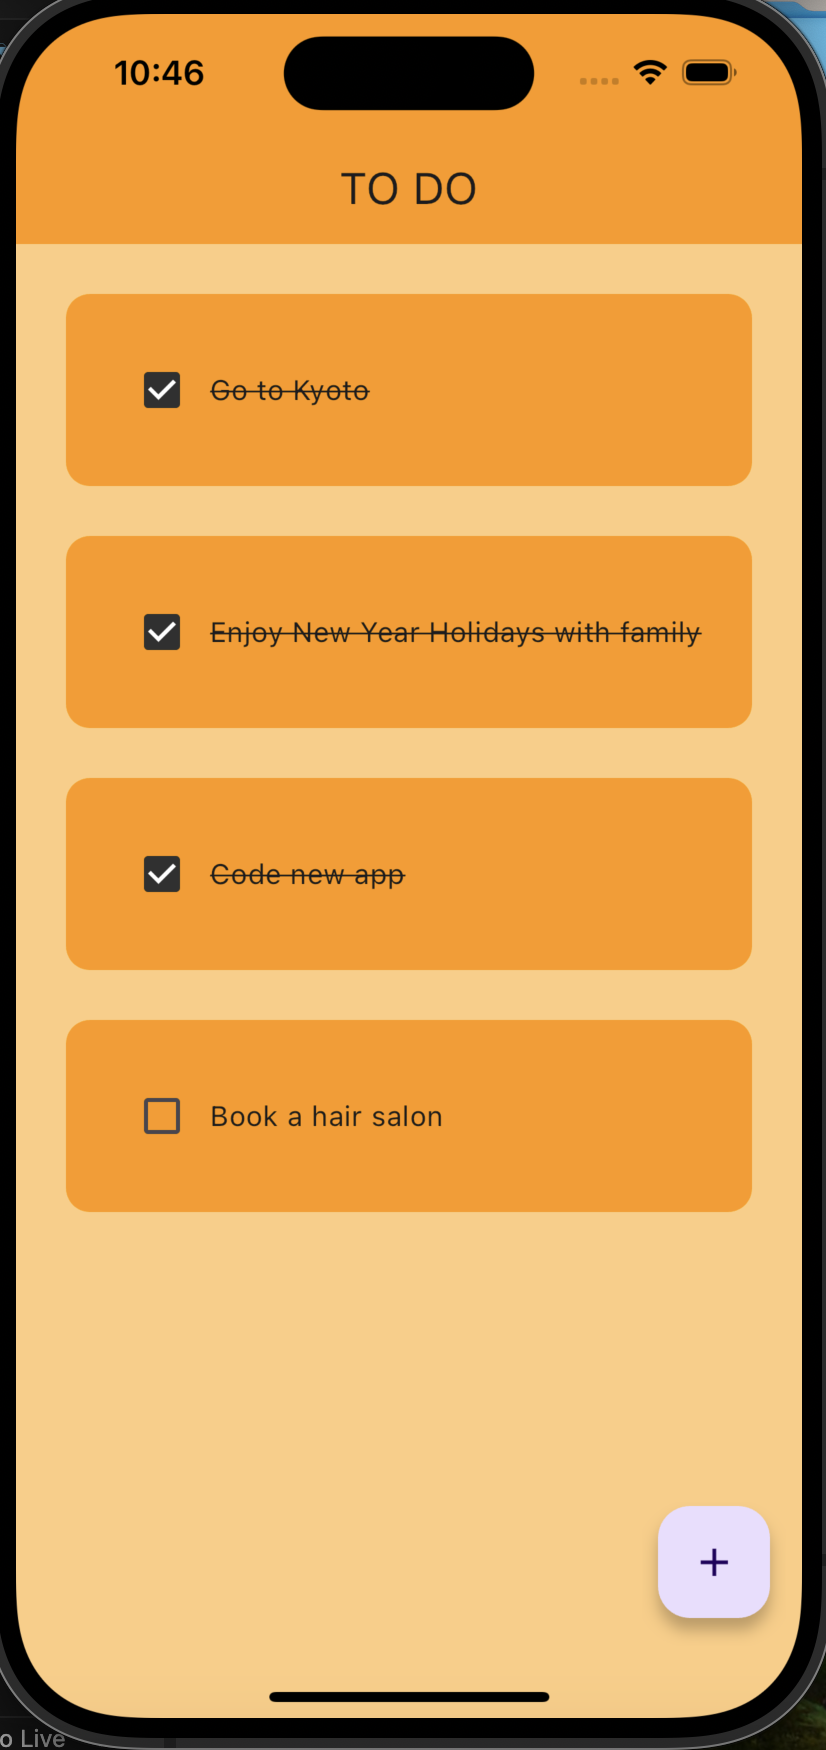 10:46
TO DO
Go to Kyoto
Enjoy New Year Holidays with family
Code new app
Book a hair salon
+
o Live